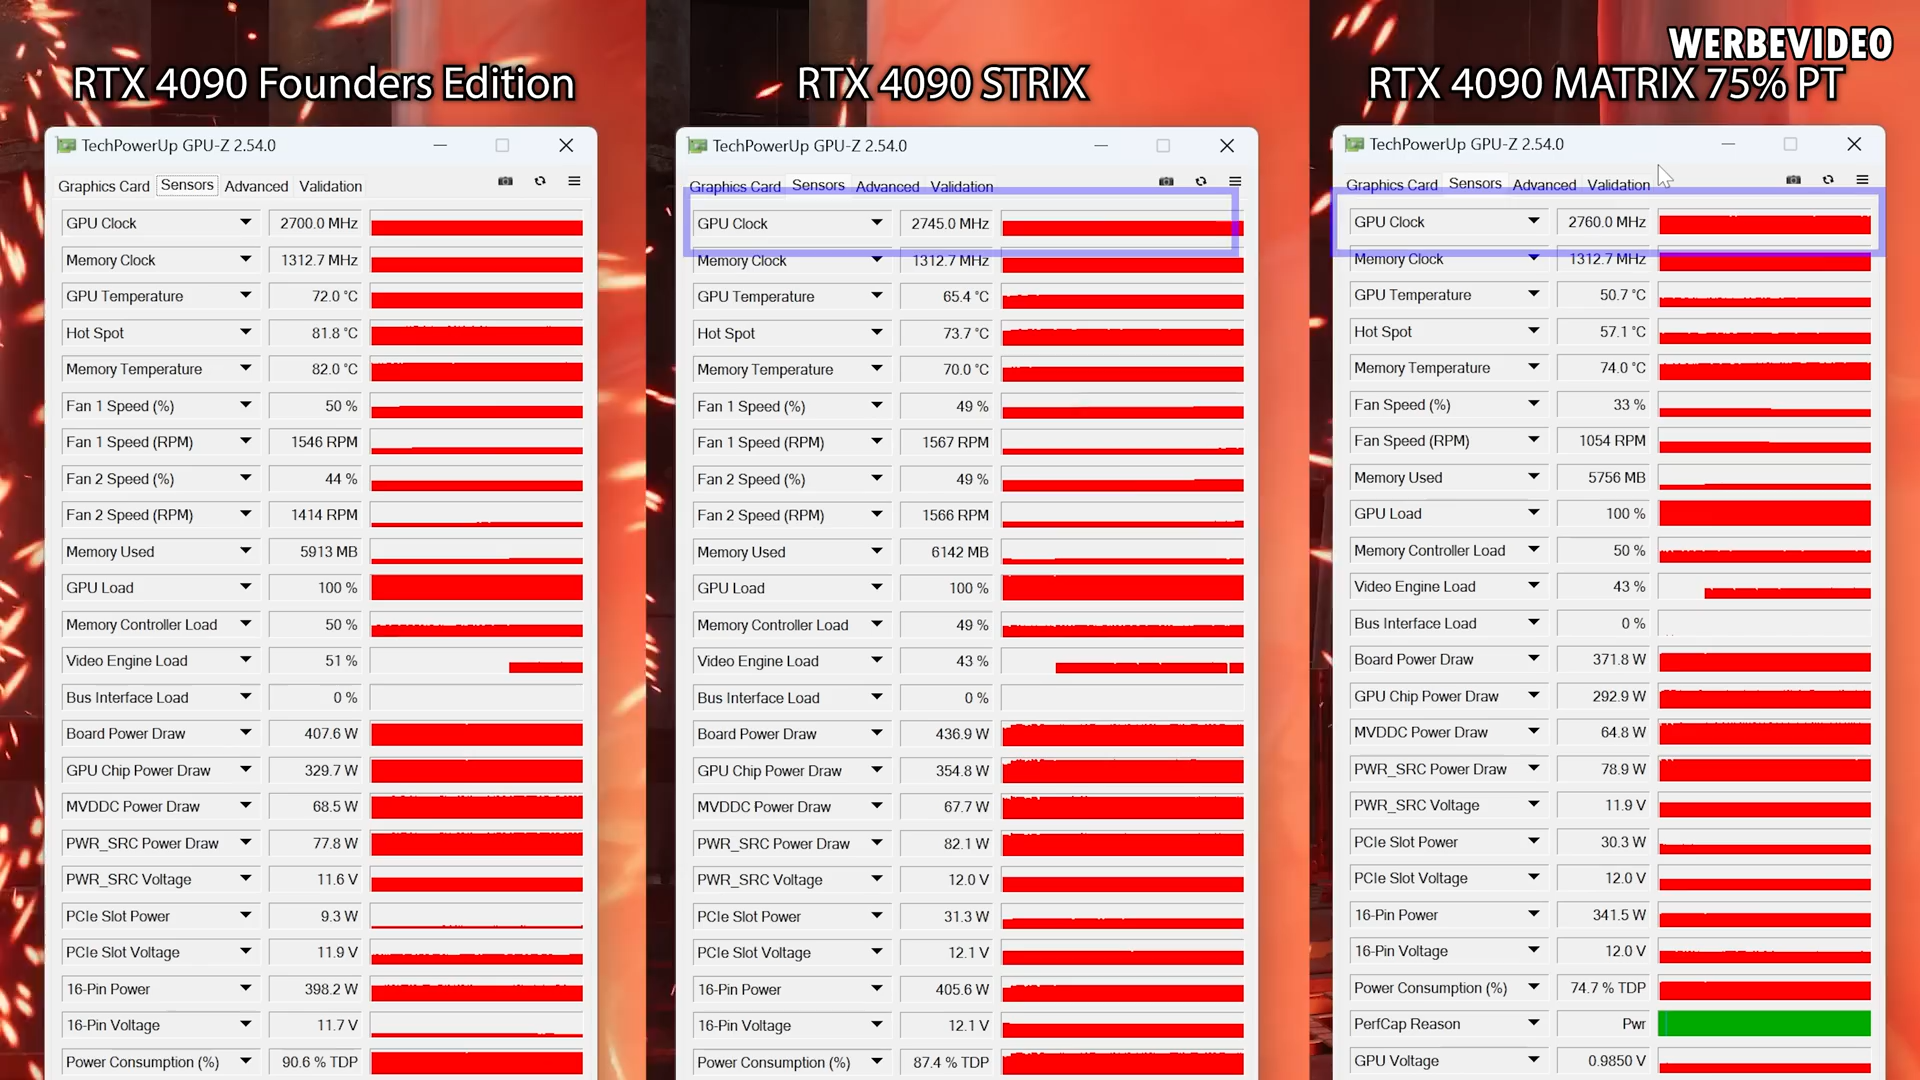 WERBEVIDEO
RTX 4090 Founders Edition
TechPowerUp GPU-Z 2.54.0
Graphics Card Sensors Advanced Validation
GPU Clock 2700.0 MHz
Memory Clock 1312.7 MHz
GPU Temperature 72.0 °C
Hot Spot 81.8 °C
Memory Temperature 82.0 °C
Fan 1 Speed (%) 50 %
Fan 1 Speed (RPM) 1546 RPM
Fan 2 Speed (%) 44 %
Fan 2 Speed (RPM) 1414 RPM
Memory Used 5913 MB
GPU Load 100 %
Memory Controller Load 50 %
Video Engine Load 51 %
Bus Interface Load 0 %
Board Power Draw 407.6 W
GPU Chip Power Draw 329.7 W
MVDDC Power Draw 68.5 W
PWR_SRC Power Draw 77.8 W
PWR_SRC Voltage 11.6 V
PCIe Slot Power 9.3 W
PCIe Slot Voltage 11.9 V
16-Pin Power 398.2 W
16-Pin Voltage 11.7 V
Power Consumption (%) 90.6 % TDP
RTX 4090 STRIX
TechPowerUp GPU-Z 2.54.0
Graphics Card Sensors Advanced Validation
GPU Clock 2745.0 MHz
Memory Clock 1312.7 MHz
GPU Temperature 65.4 °C
Hot Spot 73.7 °C
Memory Temperature 70.0 °C
Fan 1 Speed (%) 49 %
Fan 1 Speed (RPM) 1567 RPM
Fan 2 Speed (%) 49 %
Fan 2 Speed (RPM) 1566 RPM
Memory Used 6142 MB
GPU Load 100 %
Memory Controller Load 49 %
Video Engine Load 43 %
Bus Interface Load 0 %
Board Power Draw 436.9 W
GPU Chip Power Draw 354.8 W
MVDDC Power Draw 67.7 W
PWR_SRC Power Draw 82.1 W
PWR_SRC Voltage 12.0 V
PCIe Slot Power 31.3 W
PCIe Slot Voltage 12.1 V
16-Pin Power 405.6 W
16-Pin Voltage 12.1 V
Power Consumption (%) 87.4 % TDP
RTX 4090 MATRIX 75% PT
TechPowerUp GPU-Z 2.54.0
Graphics Card Sensors Advanced Validation
GPU Clock 2760.0 MHz
Memory Clock 1312.7 MHz
GPU Temperature 50.7 °C
Hot Spot 57.1 °C
Memory Temperature 74.0 °C
Fan Speed (%) 33 %
Fan Speed (RPM) 1054 RPM
Memory Used 5756 MB
GPU Load 100 %
Memory Controller Load 50 %
Video Engine Load 43 %
Bus Interface Load 0 %
Board Power Draw 371.8 W
GPU Chip Power Draw 292.9 W
MVDDC Power Draw 64.8 W
PWR_SRC Power Draw 78.9 W
PWR_SRC Voltage 11.9 V
PCIe Slot Power 30.3 W
PCIe Slot Voltage 12.0 V
16-Pin Power 341.5 W
16-Pin Voltage 12.0 V
Power Consumption (%) 74.7 % TDP
PerfCap Reason Pwr
GPU Voltage 0.9850 V